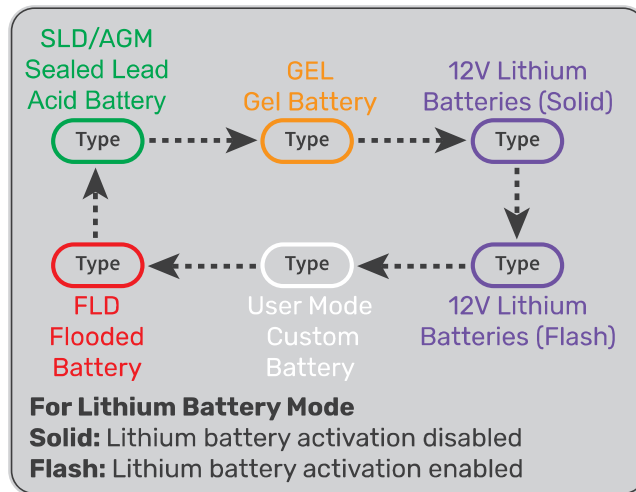 SLD/AGM
Sealed Lead
Acid Battery
GEL
Gel Battery
12V Lithium
Batteries (Solid)
Type
Type
Type
Type
Type
Type
FLD
Flooded
Battery
User Mode
Custom
Battery
12V Lithium
Batteries (Flash)
For Lithium Battery Mode
Solid: Lithium battery activation disabled
Flash: Lithium battery activation enabled